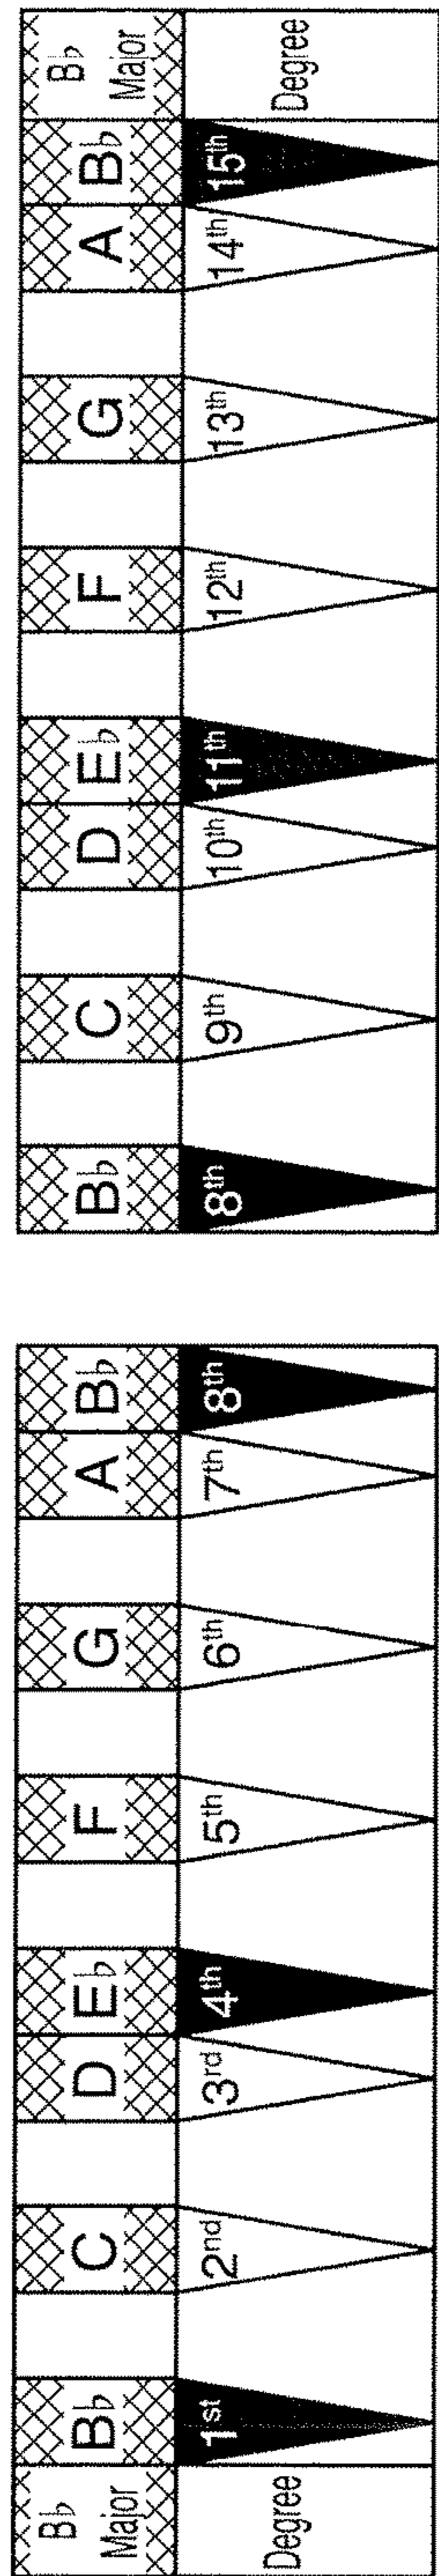 B♭ Major B♭ C D E♭ F G A B♭
Degree 1st 2nd 3rd 4th 5th 6th 7th 8th
B♭ C D E♭ F G A B♭ B♭ Major
8th 9th 10th 11th 12th 13th 14th 15th Degree